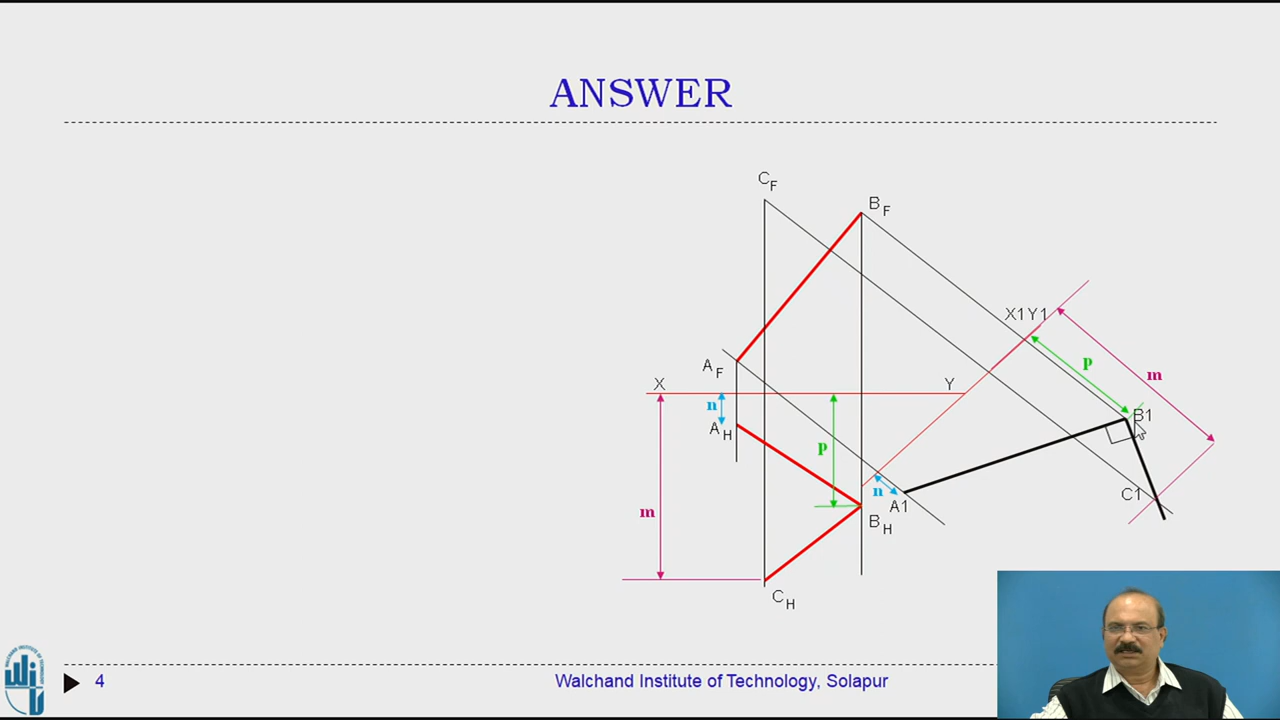 ANSWER
C F
B F
X1Y1
p
m
A F
X
Y
n
A H
B1
p
m
n
A1
C1
B H
C H
4
Walchand Institute of Technology, Solapur